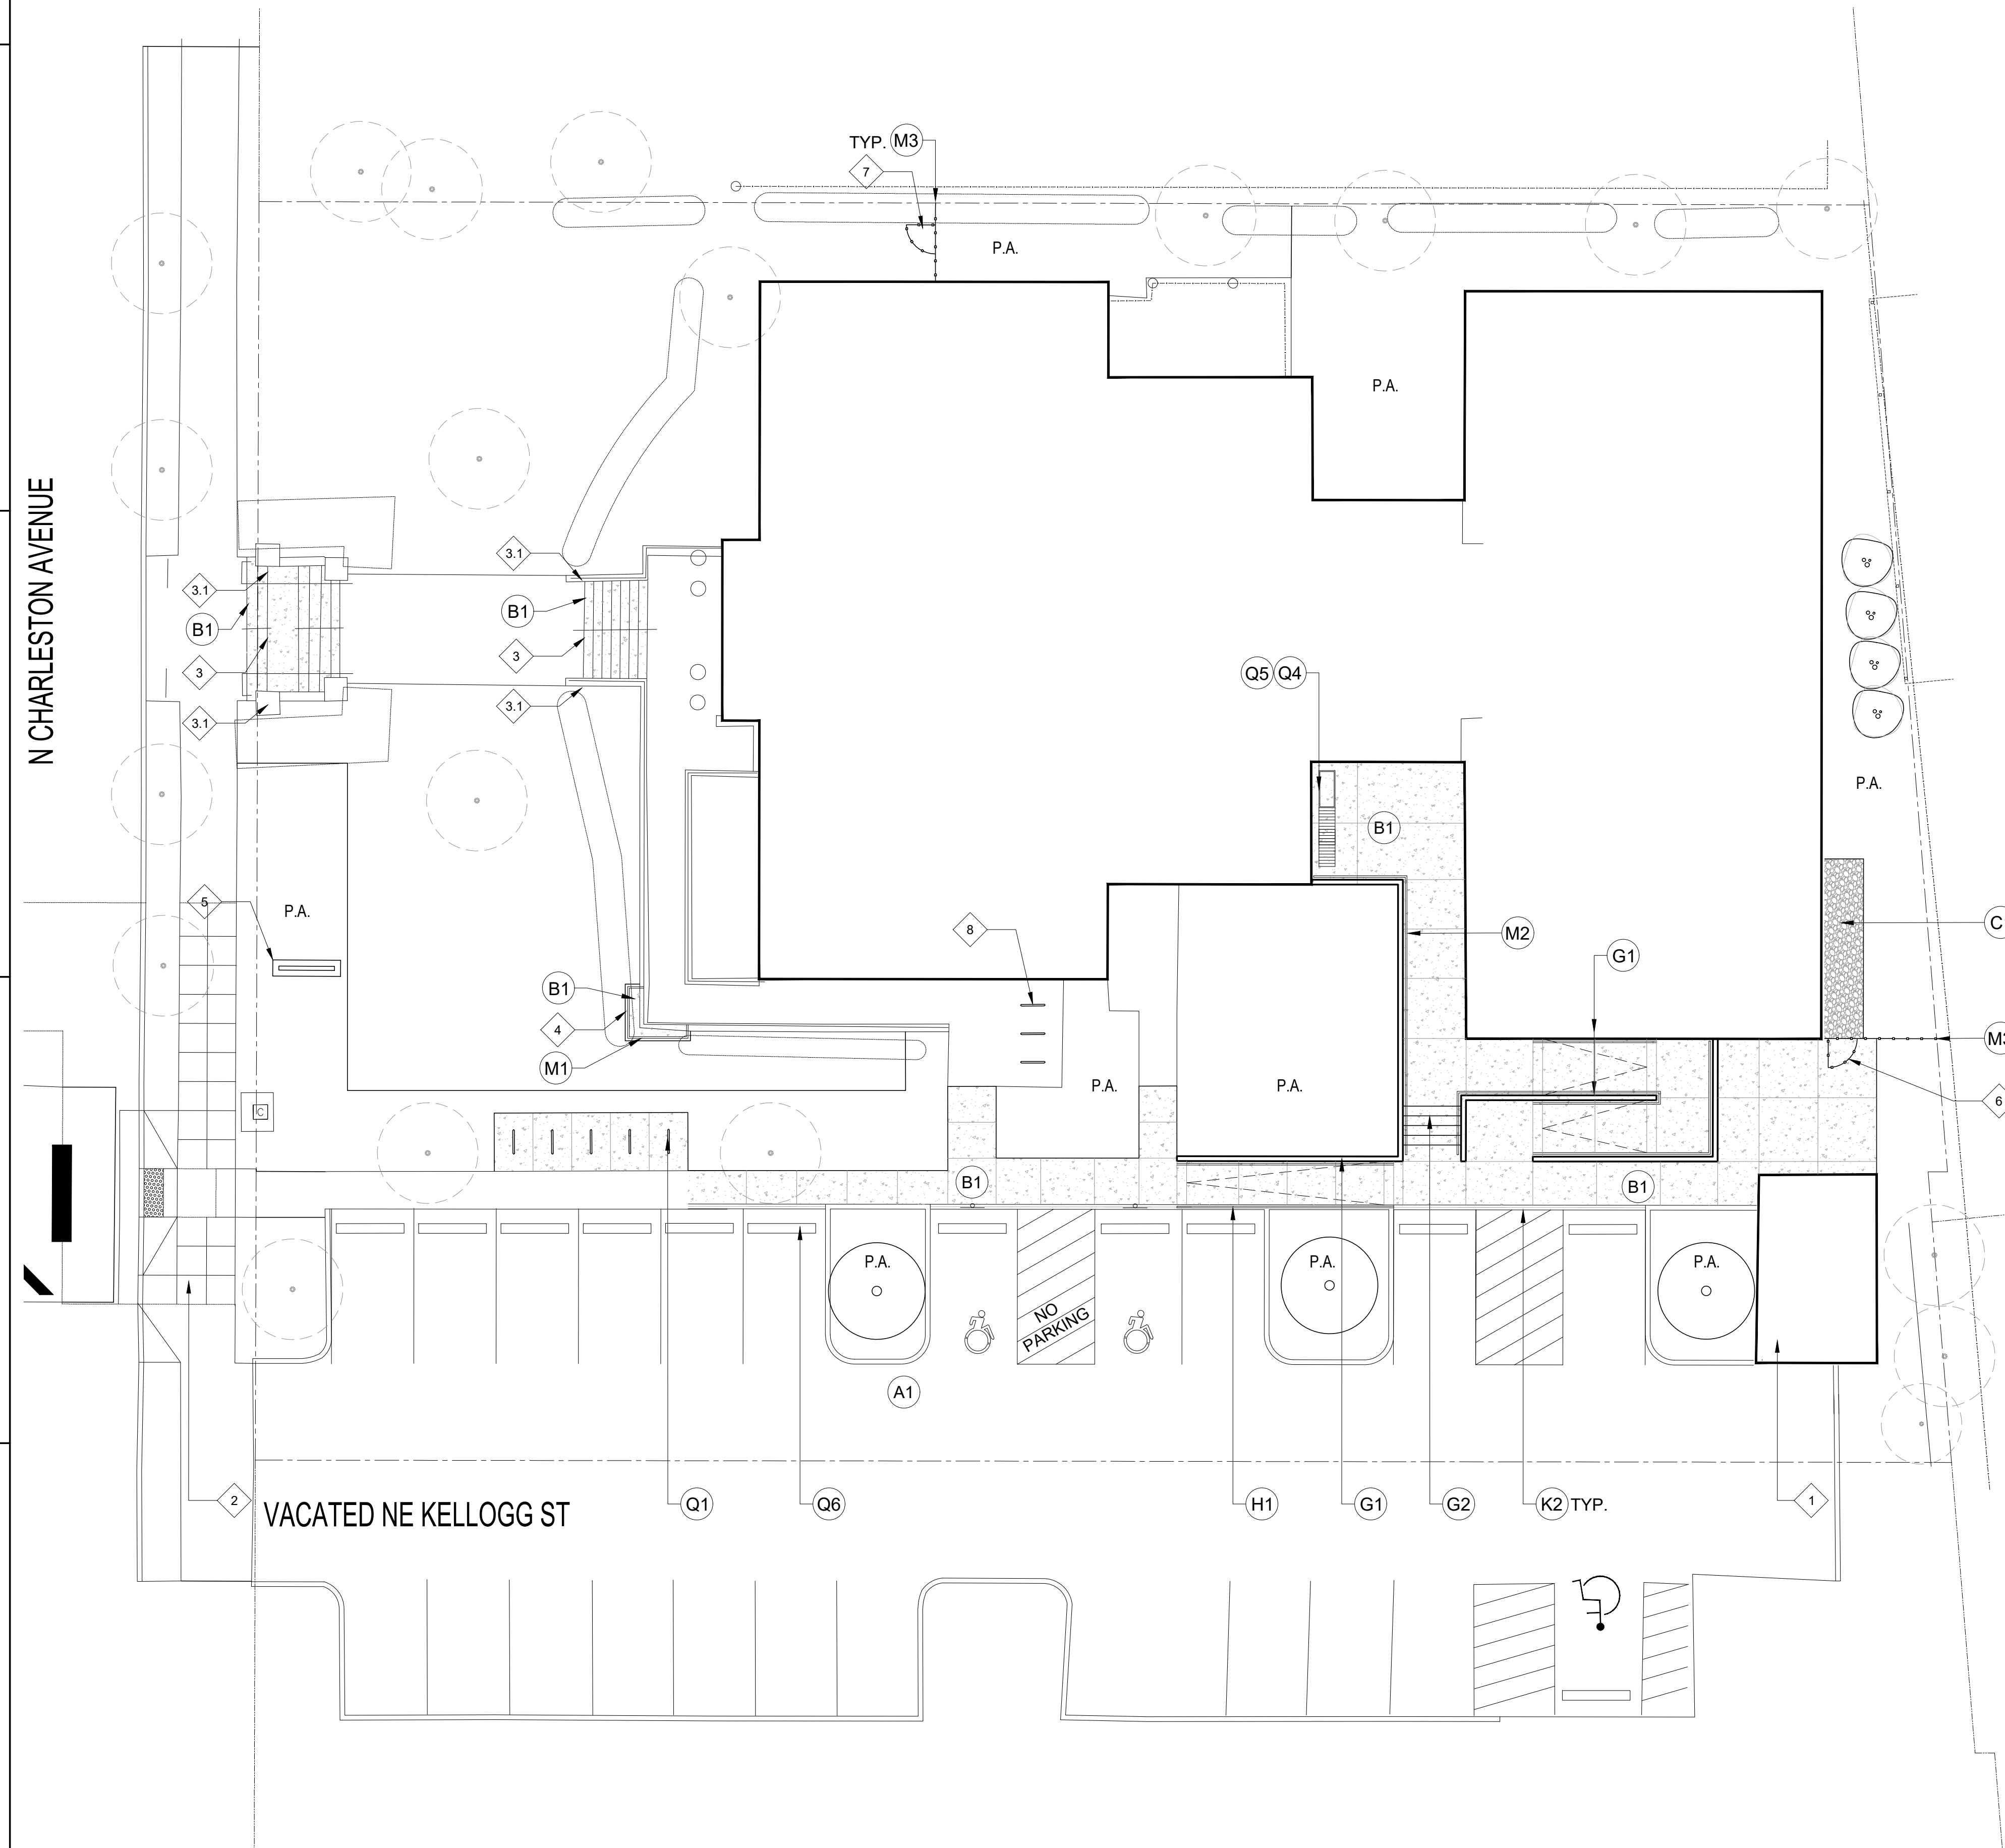 TYP. M3
7
P.A.
P.A.
N CHARLESTON AVENUE
3.1
3.1
B1
B1
3
3
3.1
3.1
Q5 Q4
B1
P.A.
5
P.A.
8
M2
C
G1
B1
4
M1
M3
P.A.
P.A.
6
C
B1
B1
P.A.
P.A.
P.A.
NO
PARKING
A1
2
VACATED NE KELLOGG ST
Q1
Q6
H1
G1
G2
K2 TYP.
1